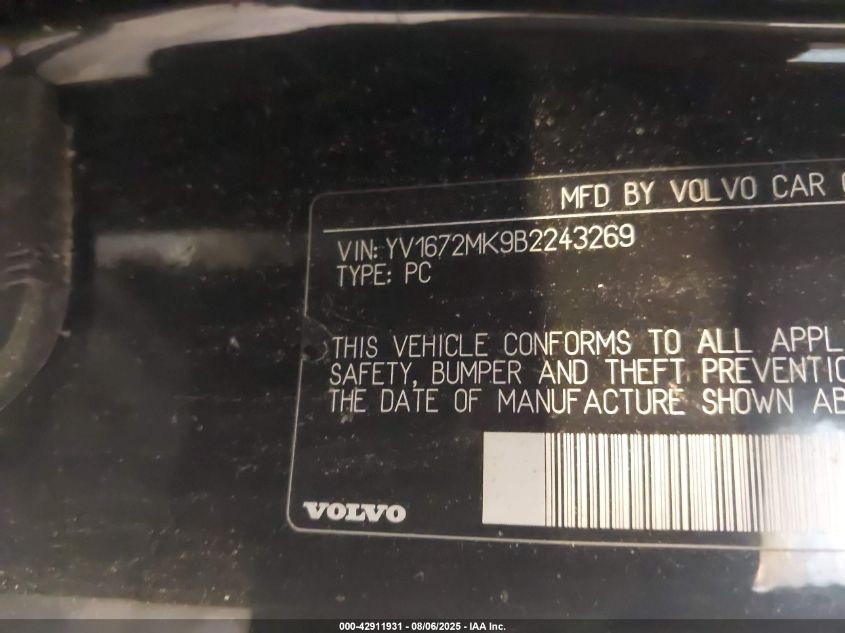 MFD BY VOLVO CAR
VIN: YV1672MK9B2243269
TYPE: PC
THIS VEHICLE CONFORMS TO ALL APPL
SAFETY, BUMPER AND THEFT PREVENTIO
THE DATE OF MANUFACTURE SHOWN AB
VOLVO
000-42911931 - 08/06/2025 - IAA Inc.